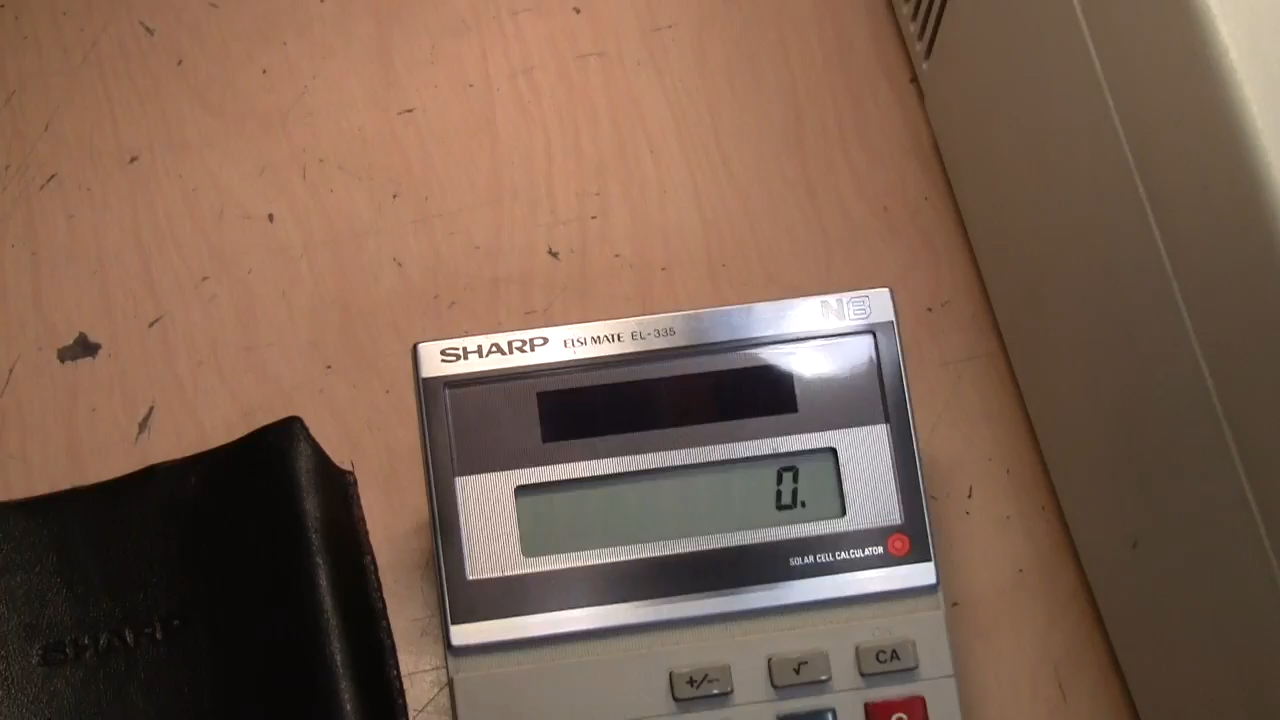 SHARP ELSI MATE EL-335 N8
0.
SOLAR CELL CALCULATOR
SHARP
+/− √ CA